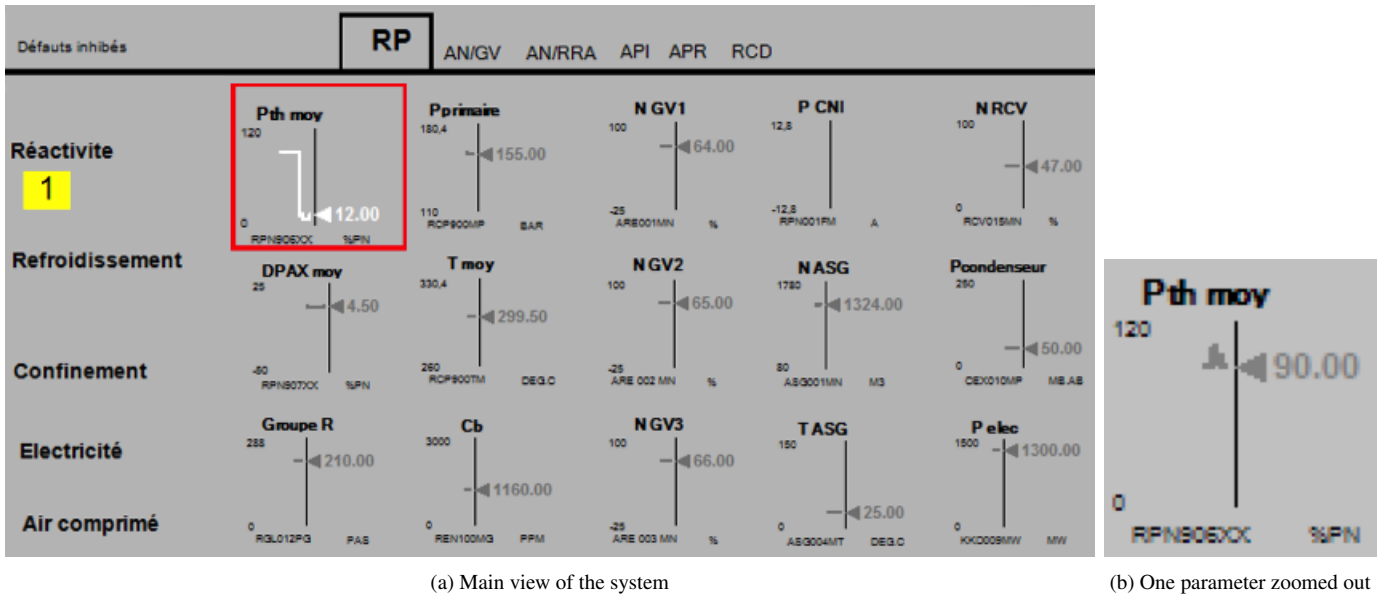 Défauts inhibés
RP
AN/GV AN/RRA API APR RCD
Réactivite
1
Refroidissement
Confinement
Electricité
Air comprimé
Pth moy
120
12.00
0
RPN906XX %PN
Pprimaire
180,4
155.00
110
RCP900MP BAR
N GV1
100
64.00
-25
ARE001MN %
P CNI
12,8
-12,8
RPN001FM A
N RCV
100
47.00
0
RCV015MN %
DPAX moy
25
4.50
-50
RPN907XX %PN
T moy
330,4
299.50
260
RCP900TM DEG.C
N GV2
100
65.00
-25
ARE 002 MN %
N ASG
1780
1324.00
80
ASG001MN M3
Pcondenseur
250
50.00
0
CEX010MP MB.AB
Groupe R
288
210.00
0
RGL012PG PAS
Cb
3000
1160.00
0
REN100MG PPM
N GV3
100
66.00
-25
ARE 003 MN %
T ASG
150
25.00
0
ASG004MT DEG.C
P elec
1500
1300.00
0
KKO009MW MW
Pth moy
120
90.00
0
RPN906XX %PN
(a) Main view of the system
(b) One parameter zoomed out